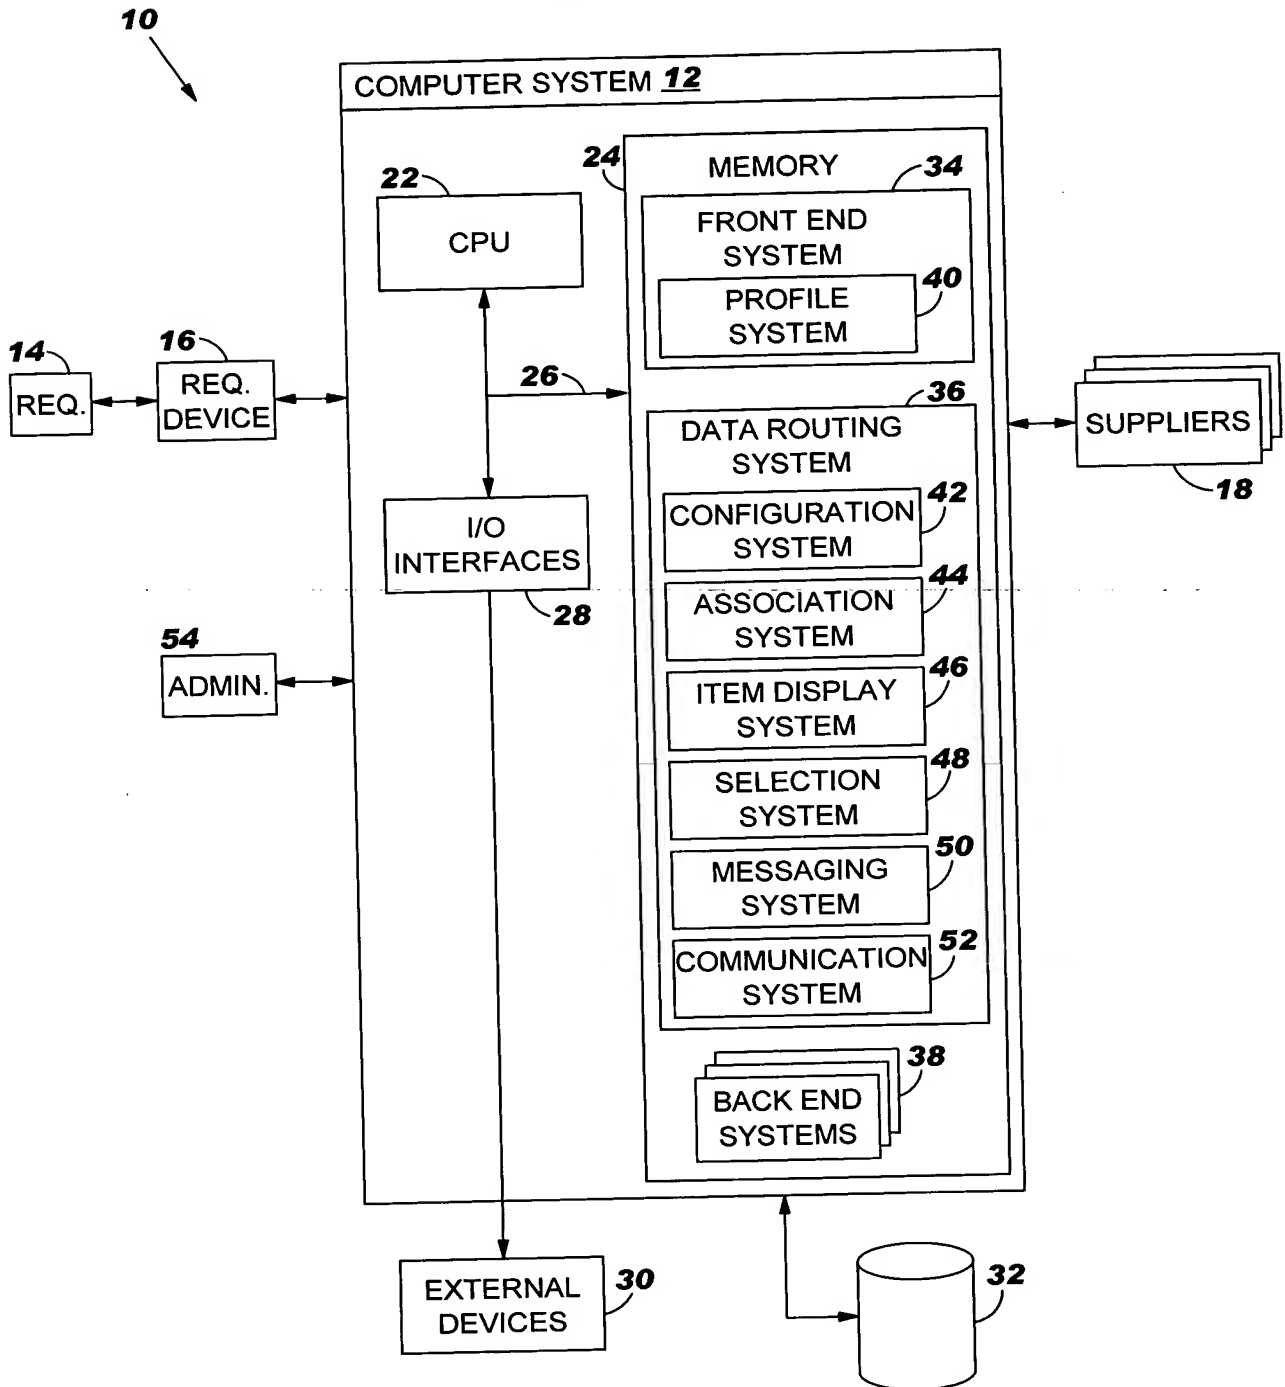 10
COMPUTER SYSTEM 12
24
MEMORY
34
22
CPU
FRONT END
SYSTEM
40
PROFILE
SYSTEM
14
REQ.
16
REQ.
DEVICE
26
36
DATA ROUTING
SYSTEM
SUPPLIERS
18
42
CONFIGURATION
SYSTEM
I/O
INTERFACES
28
44
ASSOCIATION
SYSTEM
54
ADMIN.
46
ITEM DISPLAY
SYSTEM
48
SELECTION
SYSTEM
50
MESSAGING
SYSTEM
52
COMMUNICATION
SYSTEM
38
BACK END
SYSTEMS
EXTERNAL
DEVICES
30
32